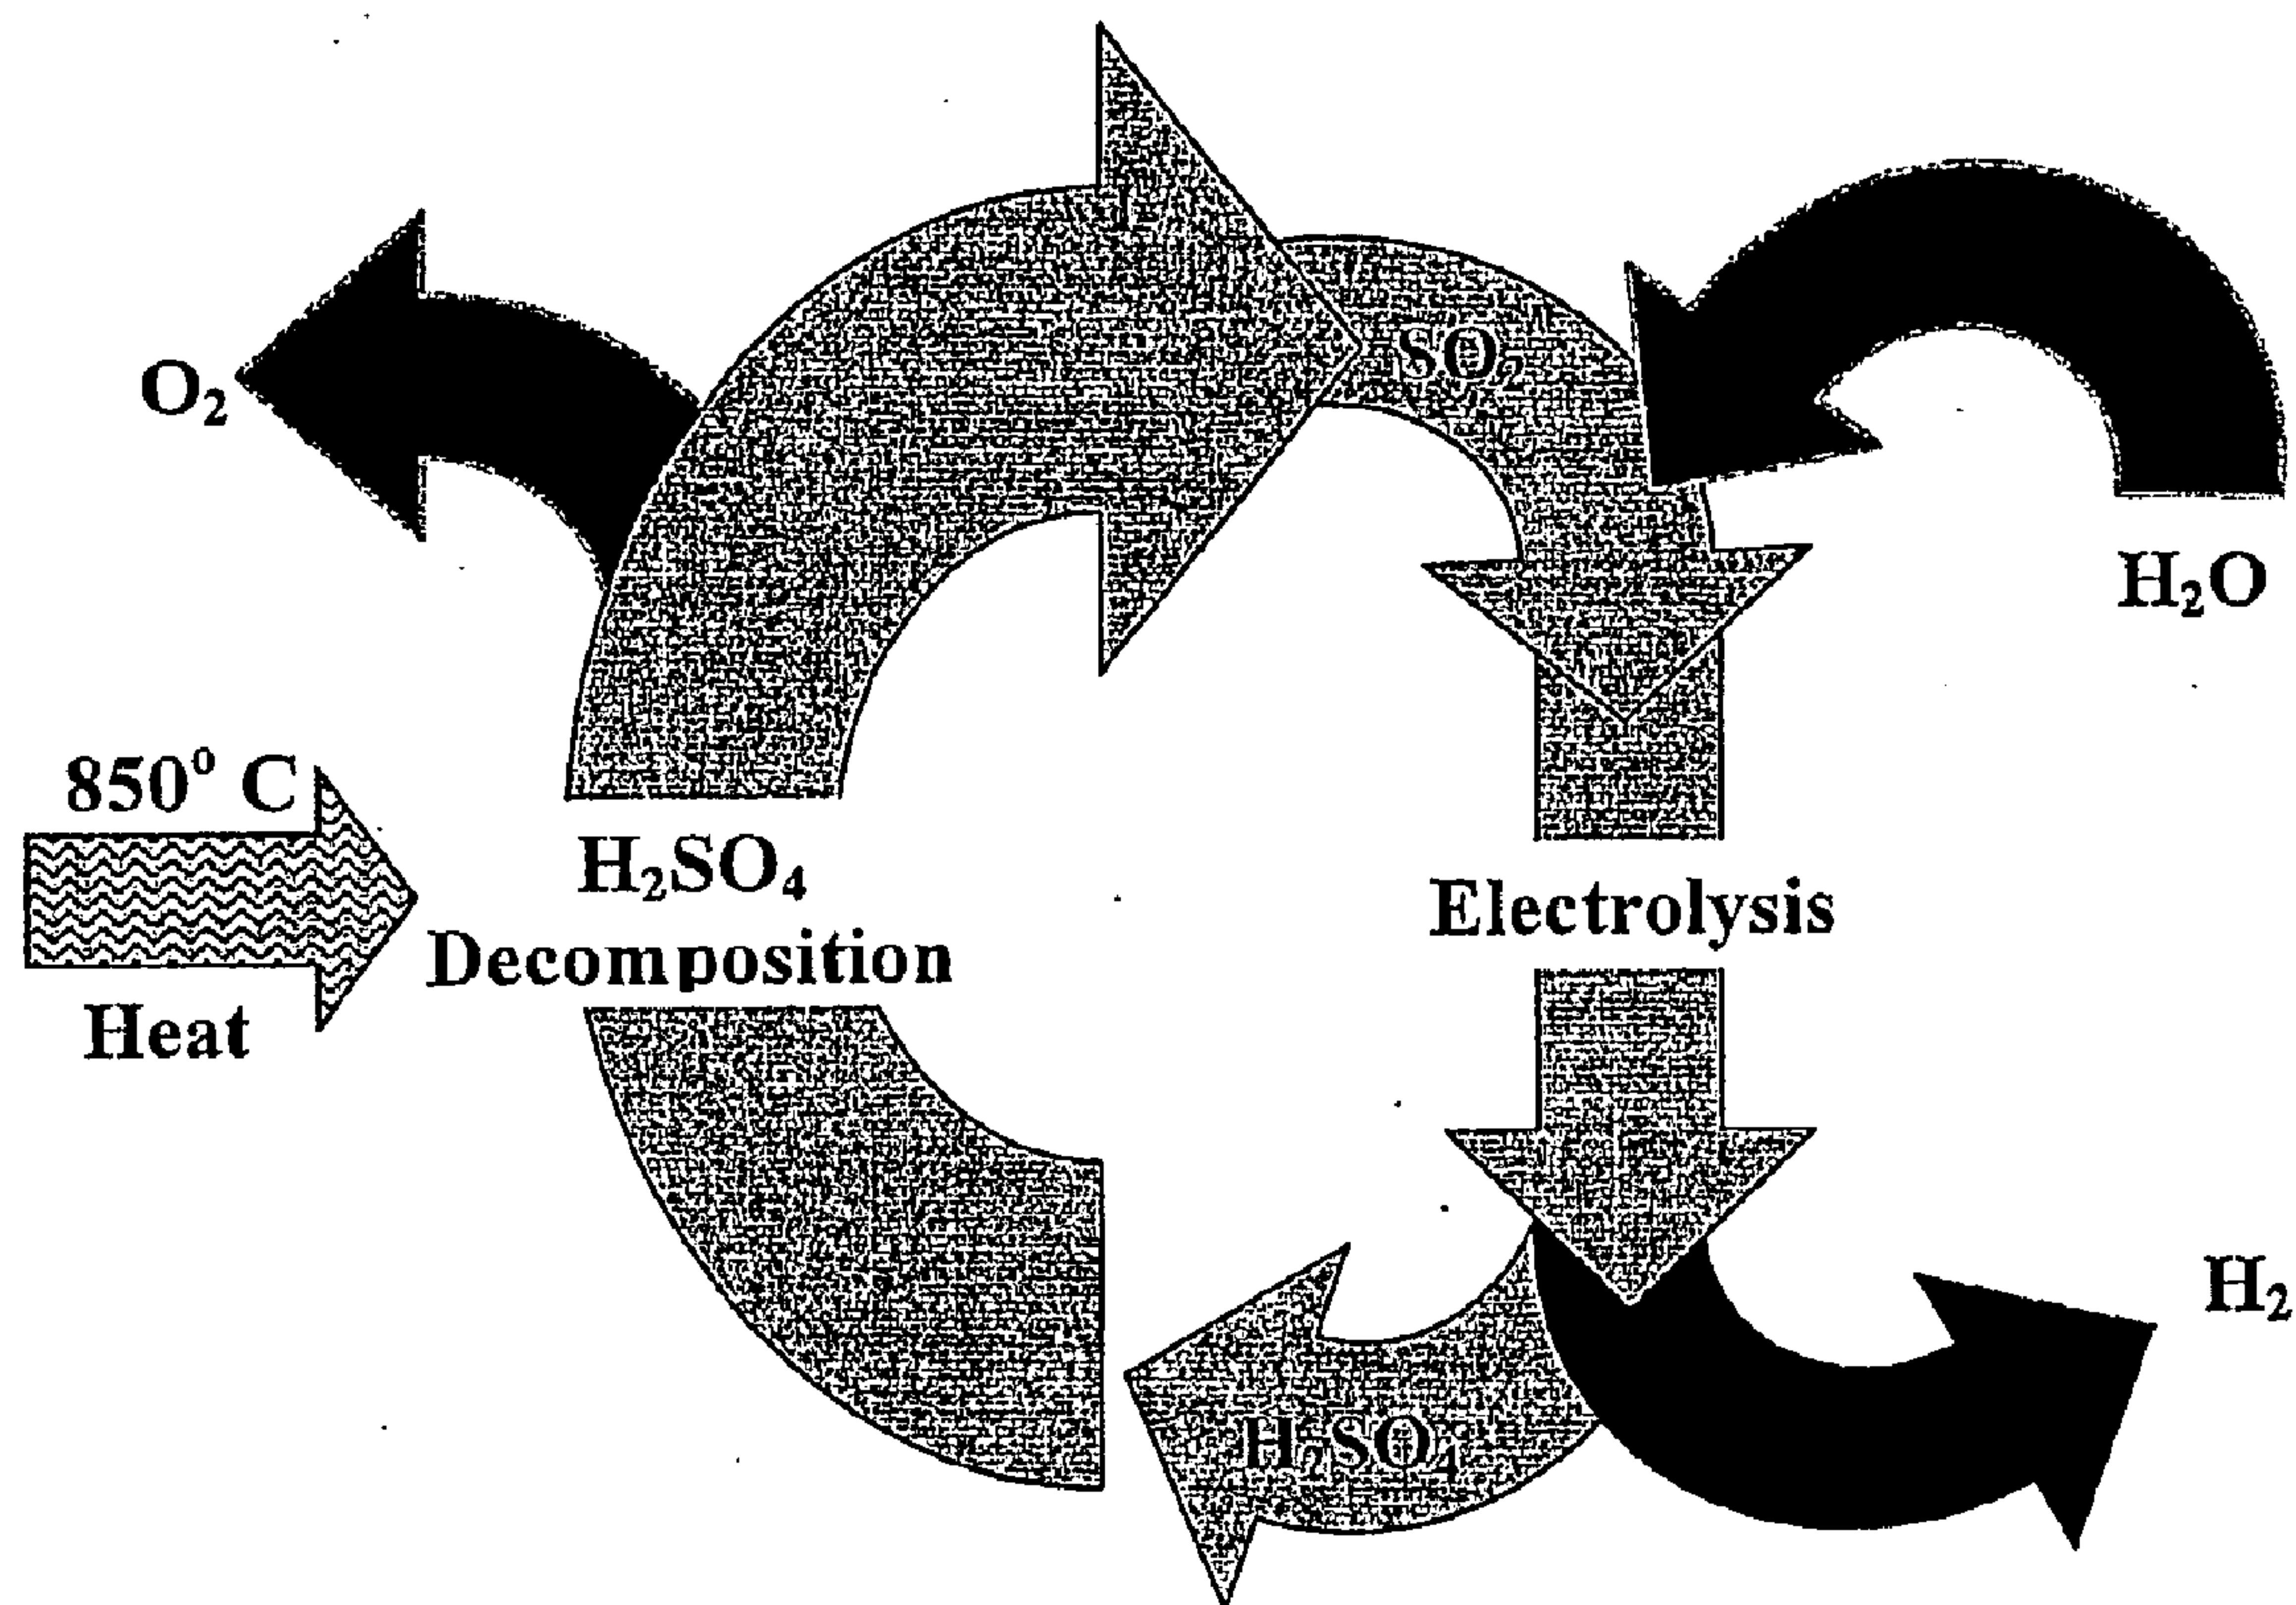 SO₂
O₂
H₂O
850° C
H₂SO₄
Decomposition
Electrolysis
Heat
H₂
H₂SO₄